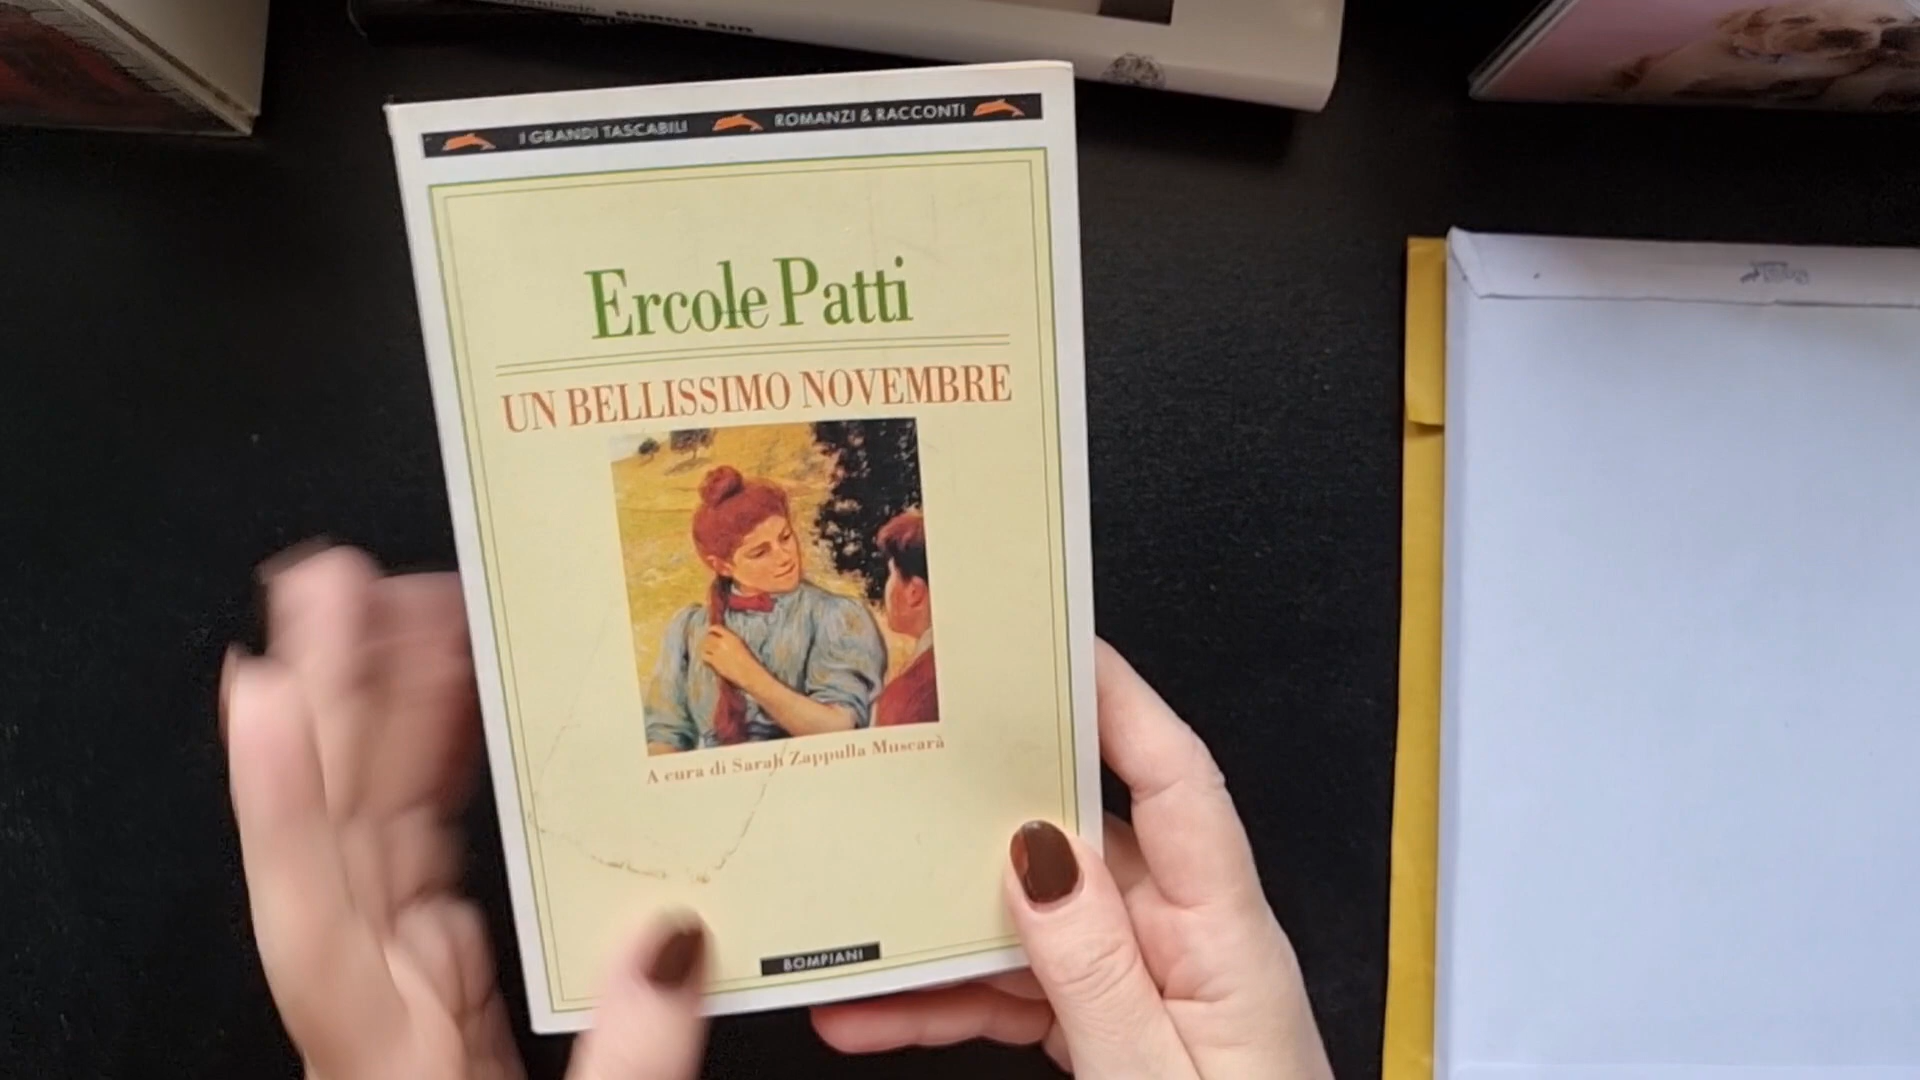 I GRANDI TASCABILI ROMANZI & RACCONTI
Ercole Patti
UN BELLISSIMO NOVEMBRE
A cura di Sarah Zappulla Muscarà
BOMPIANI